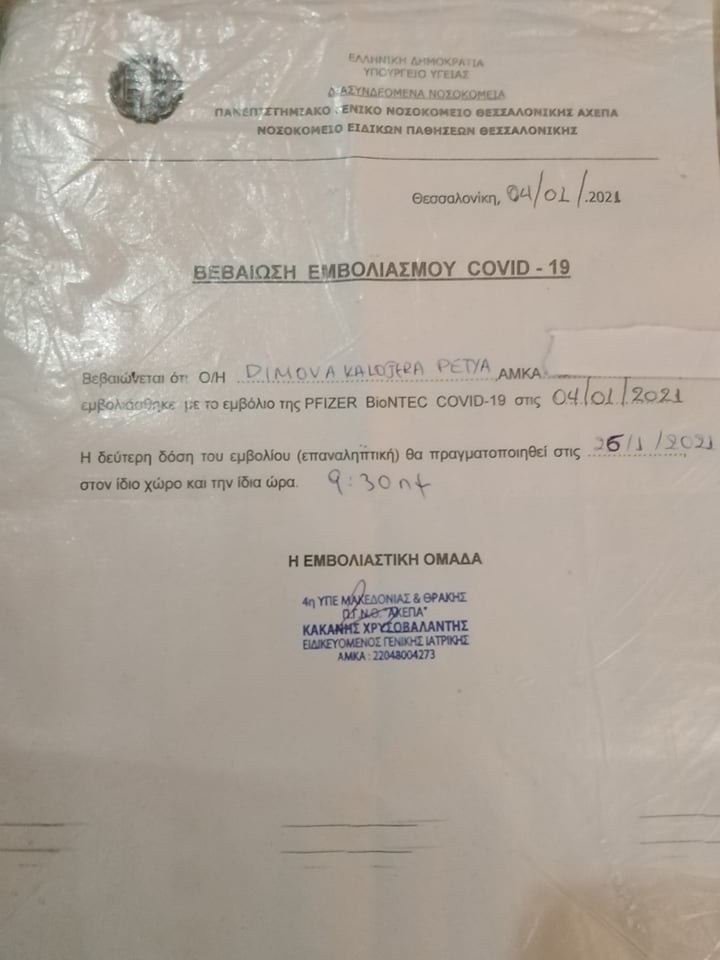 ΕΛΛΗΝΙΚΗ ΔΗΜΟΚΡΑΤΙΑ
ΥΠΟΥΡΓΕΙΟ ΥΓΕΙΑΣ
ΔΙΑΣΥΝΔΕΟΜΕΝΑ ΝΟΣΟΚΟΜΕΙΑ
ΠΑΝΕΠΙΣΤΗΜΙΑΚΟ ΓΕΝΙΚΟ ΝΟΣΟΚΟΜΕΙΟ ΘΕΣΣΑΛΟΝΙΚΗΣ ΑΧΕΠΑ
ΝΟΣΟΚΟΜΕΙΟ ΕΙΔΙΚΩΝ ΠΑΘΗΣΕΩΝ ΘΕΣΣΑΛΟΝΙΚΗΣ
Θεσσαλονίκη, 04/01/.2021
ΒΕΒΑΙΩΣΗ ΕΜΒΟΛΙΑΣΜΟΥ COVID - 19
Βεβαιώνεται ότι Ο/Η DIMOVA KALOJERA PETYA ΑΜΚΑ
εμβολιάσθηκε με το εμβόλιο της PFIZER BioNTEC COVID-19 στις 04/01/2021
Η δεύτερη δόση του εμβολίου (επαναληπτική) θα πραγματοποιηθεί στις /1/2021
στον ίδιο χώρο και την ίδια ώρα. 9:30πμ
Η ΕΜΒΟΛΙΑΣΤΙΚΗ ΟΜΑΔΑ
4η ΥΠΕ ΜΑΚΕΔΟΝΙΑΣ & ΘΡΑΚΗΣ
Π.Γ.Ν.Θ. "ΑΧΕΠΑ"
ΚΑΚΑΝΗΣ ΧΡΥΣΟΒΑΛΑΝΤΗΣ
ΕΙΔΙΚΕΥΟΜΕΝΟΣ ΓΕΝΙΚΗΣ ΙΑΤΡΙΚΗΣ
ΑΜΚΑ : 22048004273